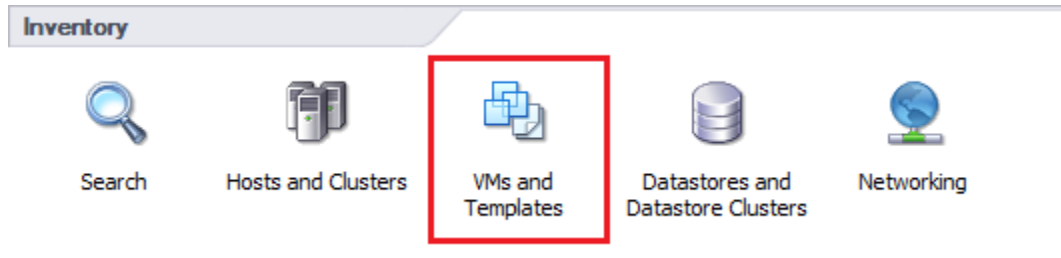 Inventory
Search
Hosts and Clusters
VMs and
Templates
Datastores and
Datastore Clusters
Networking